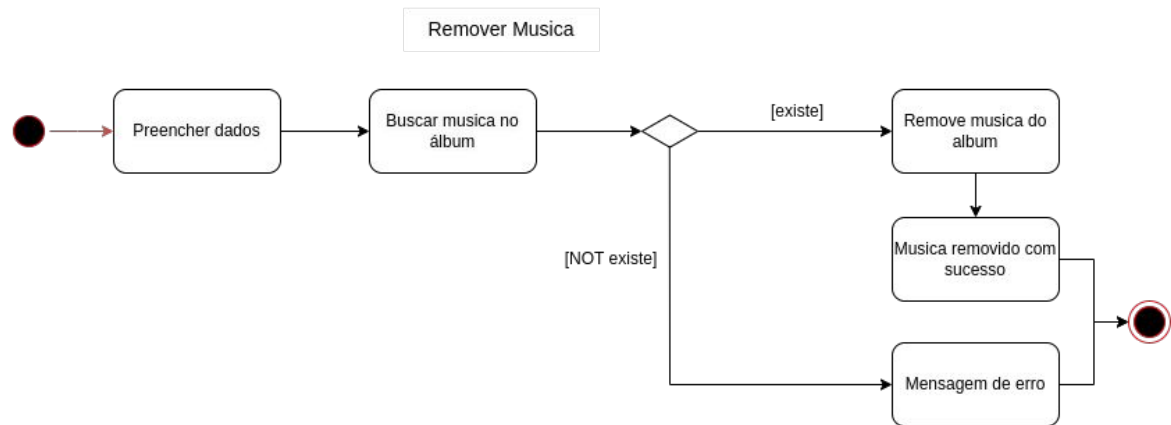 Remover Musica
Preencher dados
Buscar musica no
álbum
[existe]
Remove musica do
album
Musica removido com
sucesso
[NOT existe]
Mensagem de erro